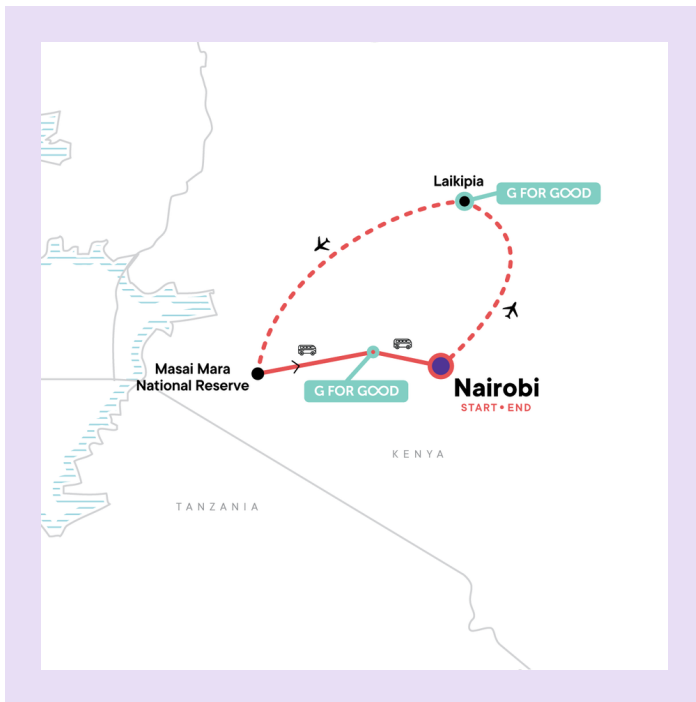 Laikipia
G FOR GOOD
Masai Mara
National Reserve
G FOR GOOD
Nairobi
START • END
KENYA
TANZANIA